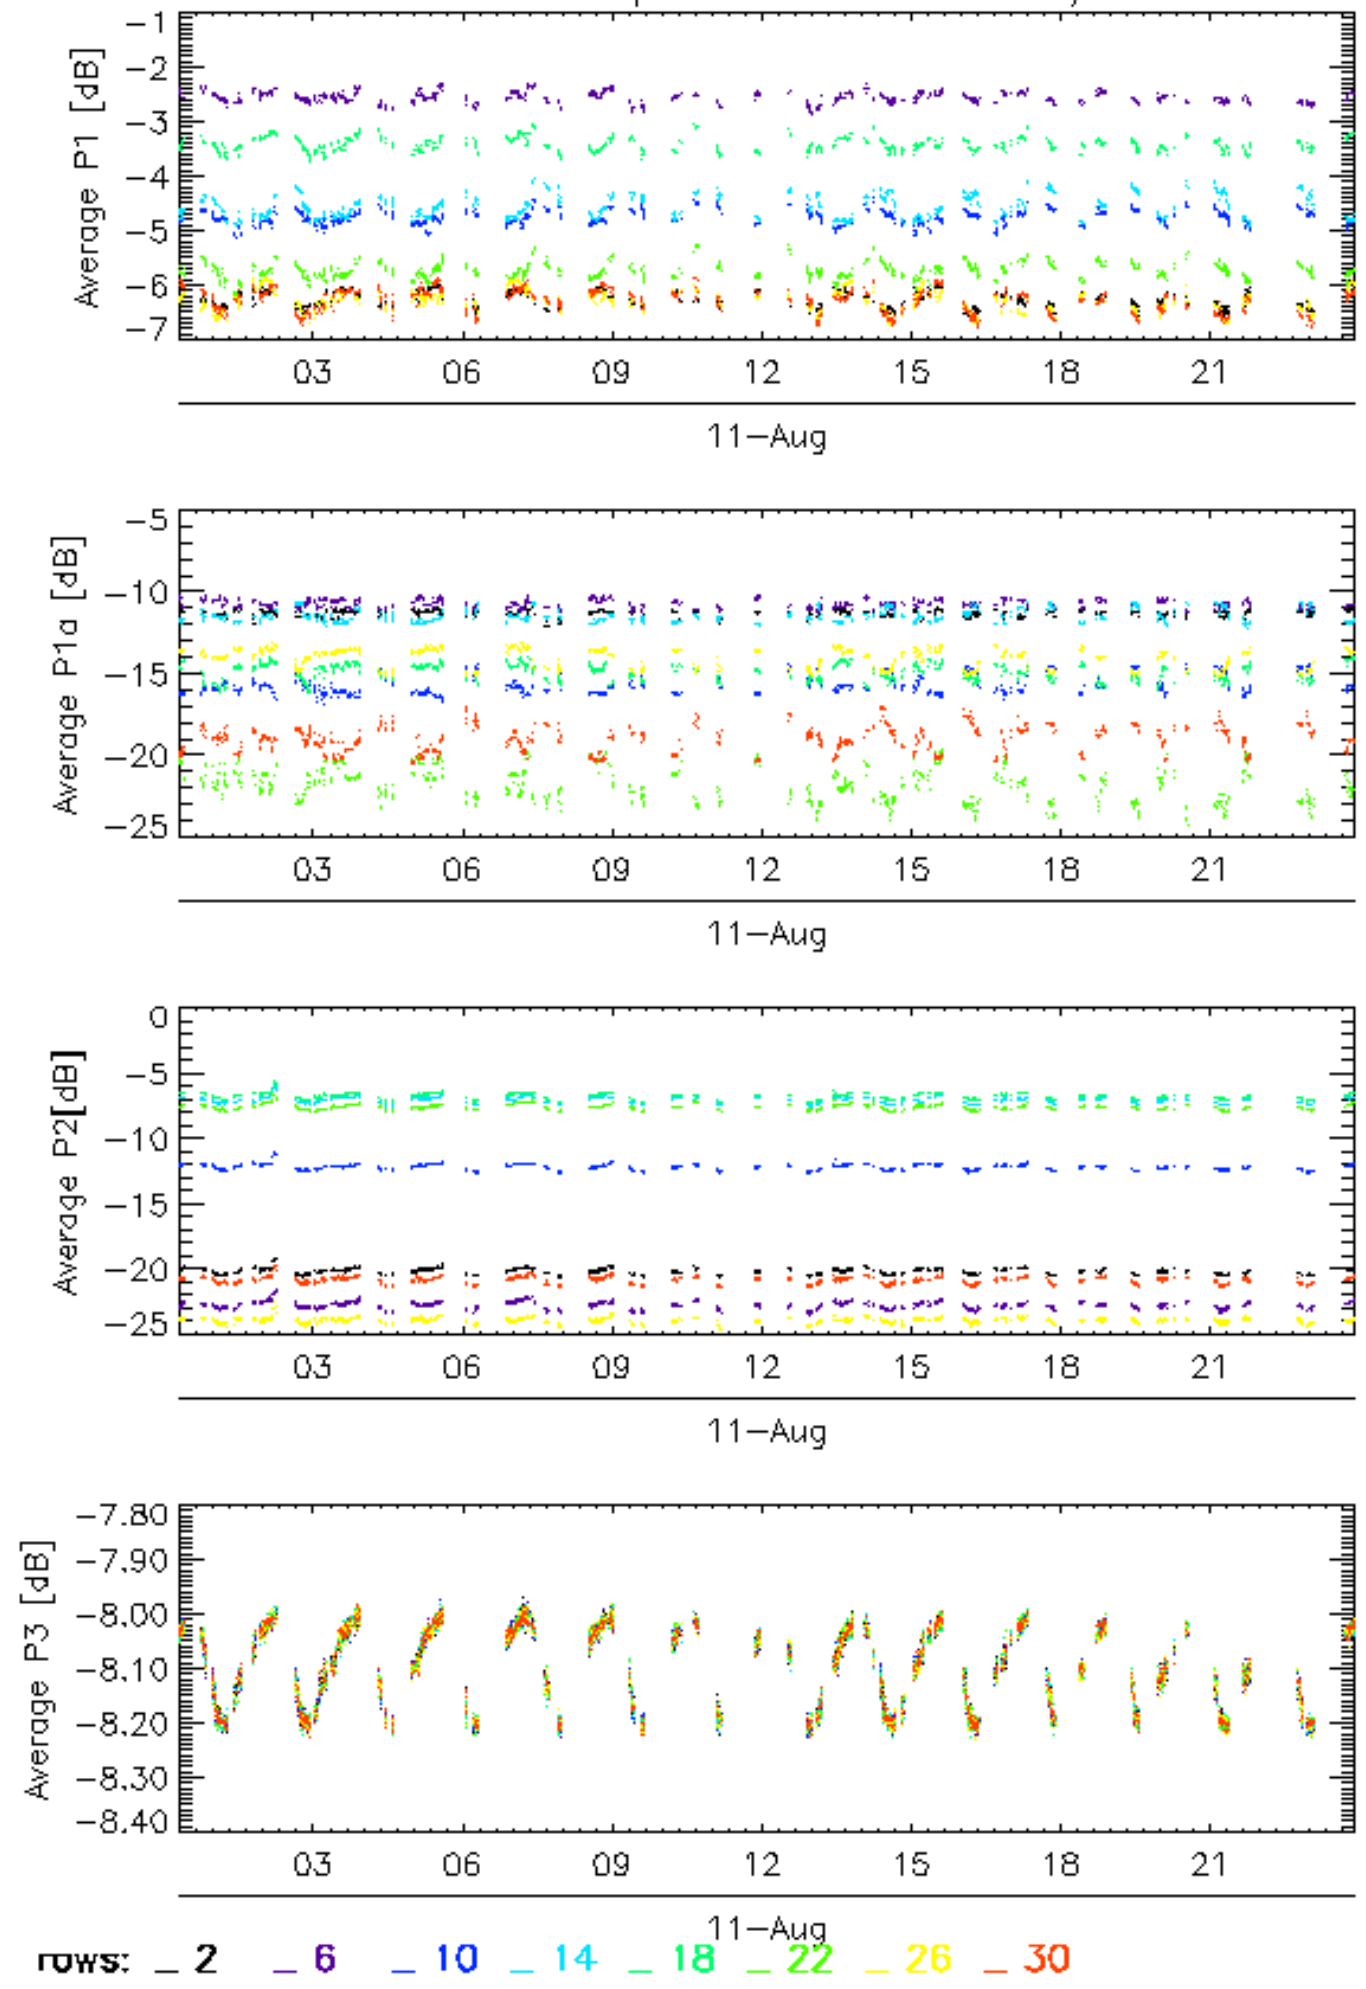 Average P1 [dB]
-1
-2
-3
-4
-5
-6
-7
03 06 09 12 15 18 21
11-Aug
Average P1a [dB]
-5
-10
-15
-20
-25
03 06 09 12 15 18 21
11-Aug
Average P2[dB]
0
-5
-10
-15
-20
-25
03 06 09 12 15 18 21
11-Aug
Average P3 [dB]
-7.80
-7.90
-8.00
-8.10
-8.20
-8.30
-8.40
03 06 09 12 15 18 21
11-Aug
rows: _ 2 _ 6 _ 10 _ 14 _ 18 _ 22 _ 26 _ 30